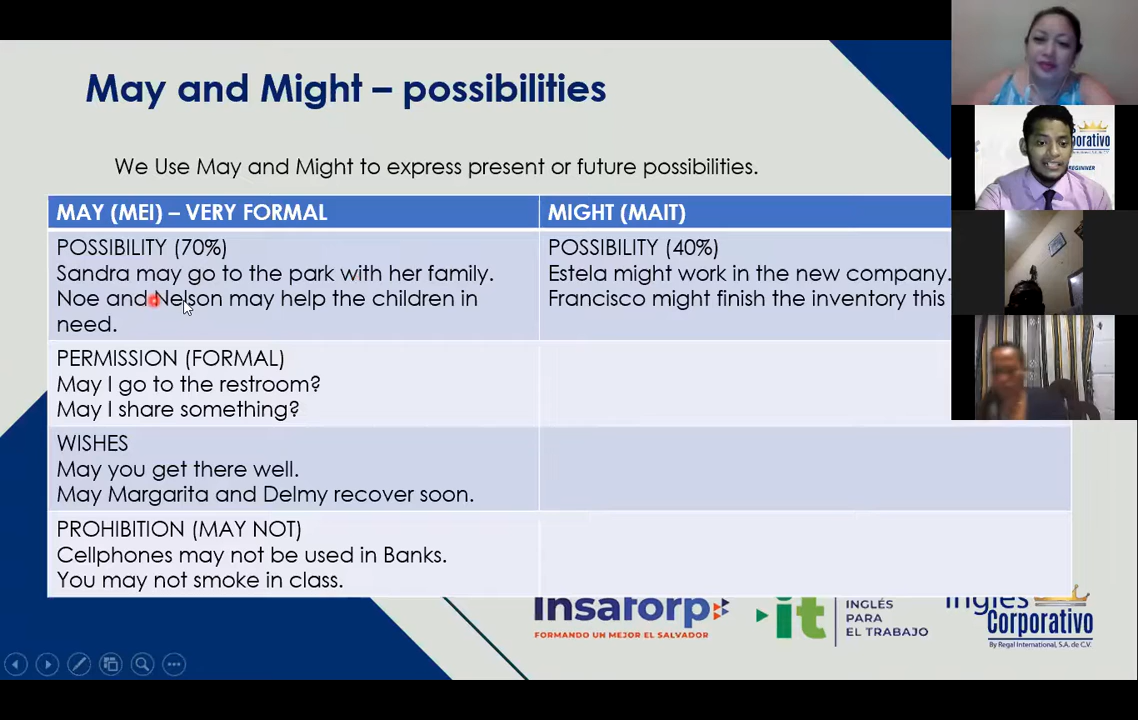 May and Might – possibilities
We Use May and Might to express present or future possibilities.
MAY (MEI) – VERY FORMAL
MIGHT (MAIT)
POSSIBILITY (70%)
Sandra may go to the park with her family.
Noe and Nelson may help the children in
need.
POSSIBILITY (40%)
Estela might work in the new company.
Francisco might finish the inventory this
PERMISSION (FORMAL)
May I go to the restroom?
May I share something?
WISHES
May you get there well.
May Margarita and Delmy recover soon.
PROHIBITION (MAY NOT)
Cellphones may not be used in Banks.
You may not smoke in class.
Insaforp
FORMANDO UN MEJOR EL SALVADOR
it
INGLÉS
PARA
EL TRABAJO
Inglés
Corporativo
By Regal International, S.A. de C.V.